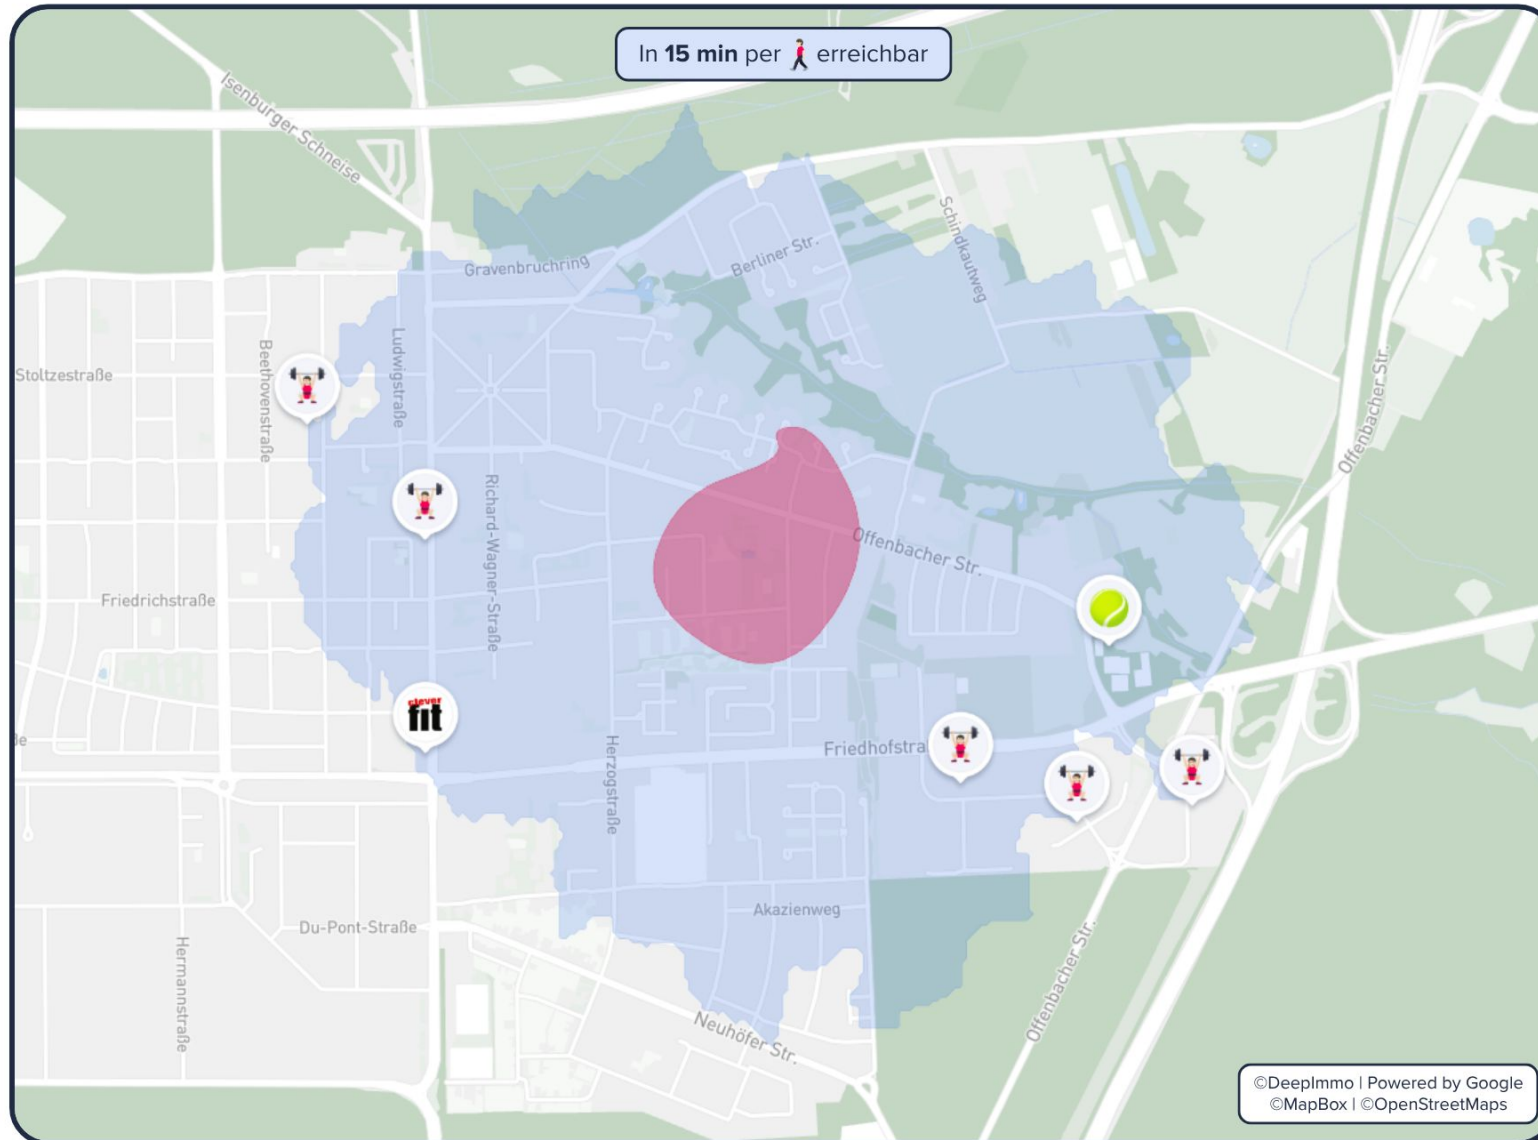 In 15 min per erreichbar
Isenburger Schneise
Schindkautweg
Berliner Str.
Gravenbruchring
Ludwigstraße
Beethovenstraße
Stoltzestraße
Offenbacher Str.
Richard-Wagner-Straße
Offenbacher Str.
Friedrichstraße
clever
fit
Herzogstraße
Friedhofstra
Akazienweg
Du-Pont-Straße
Hermannstraße
Offenbacher Str.
Neuhöfer Str.
©DeepImmo | Powered by Google
©MapBox | ©OpenStreetMaps